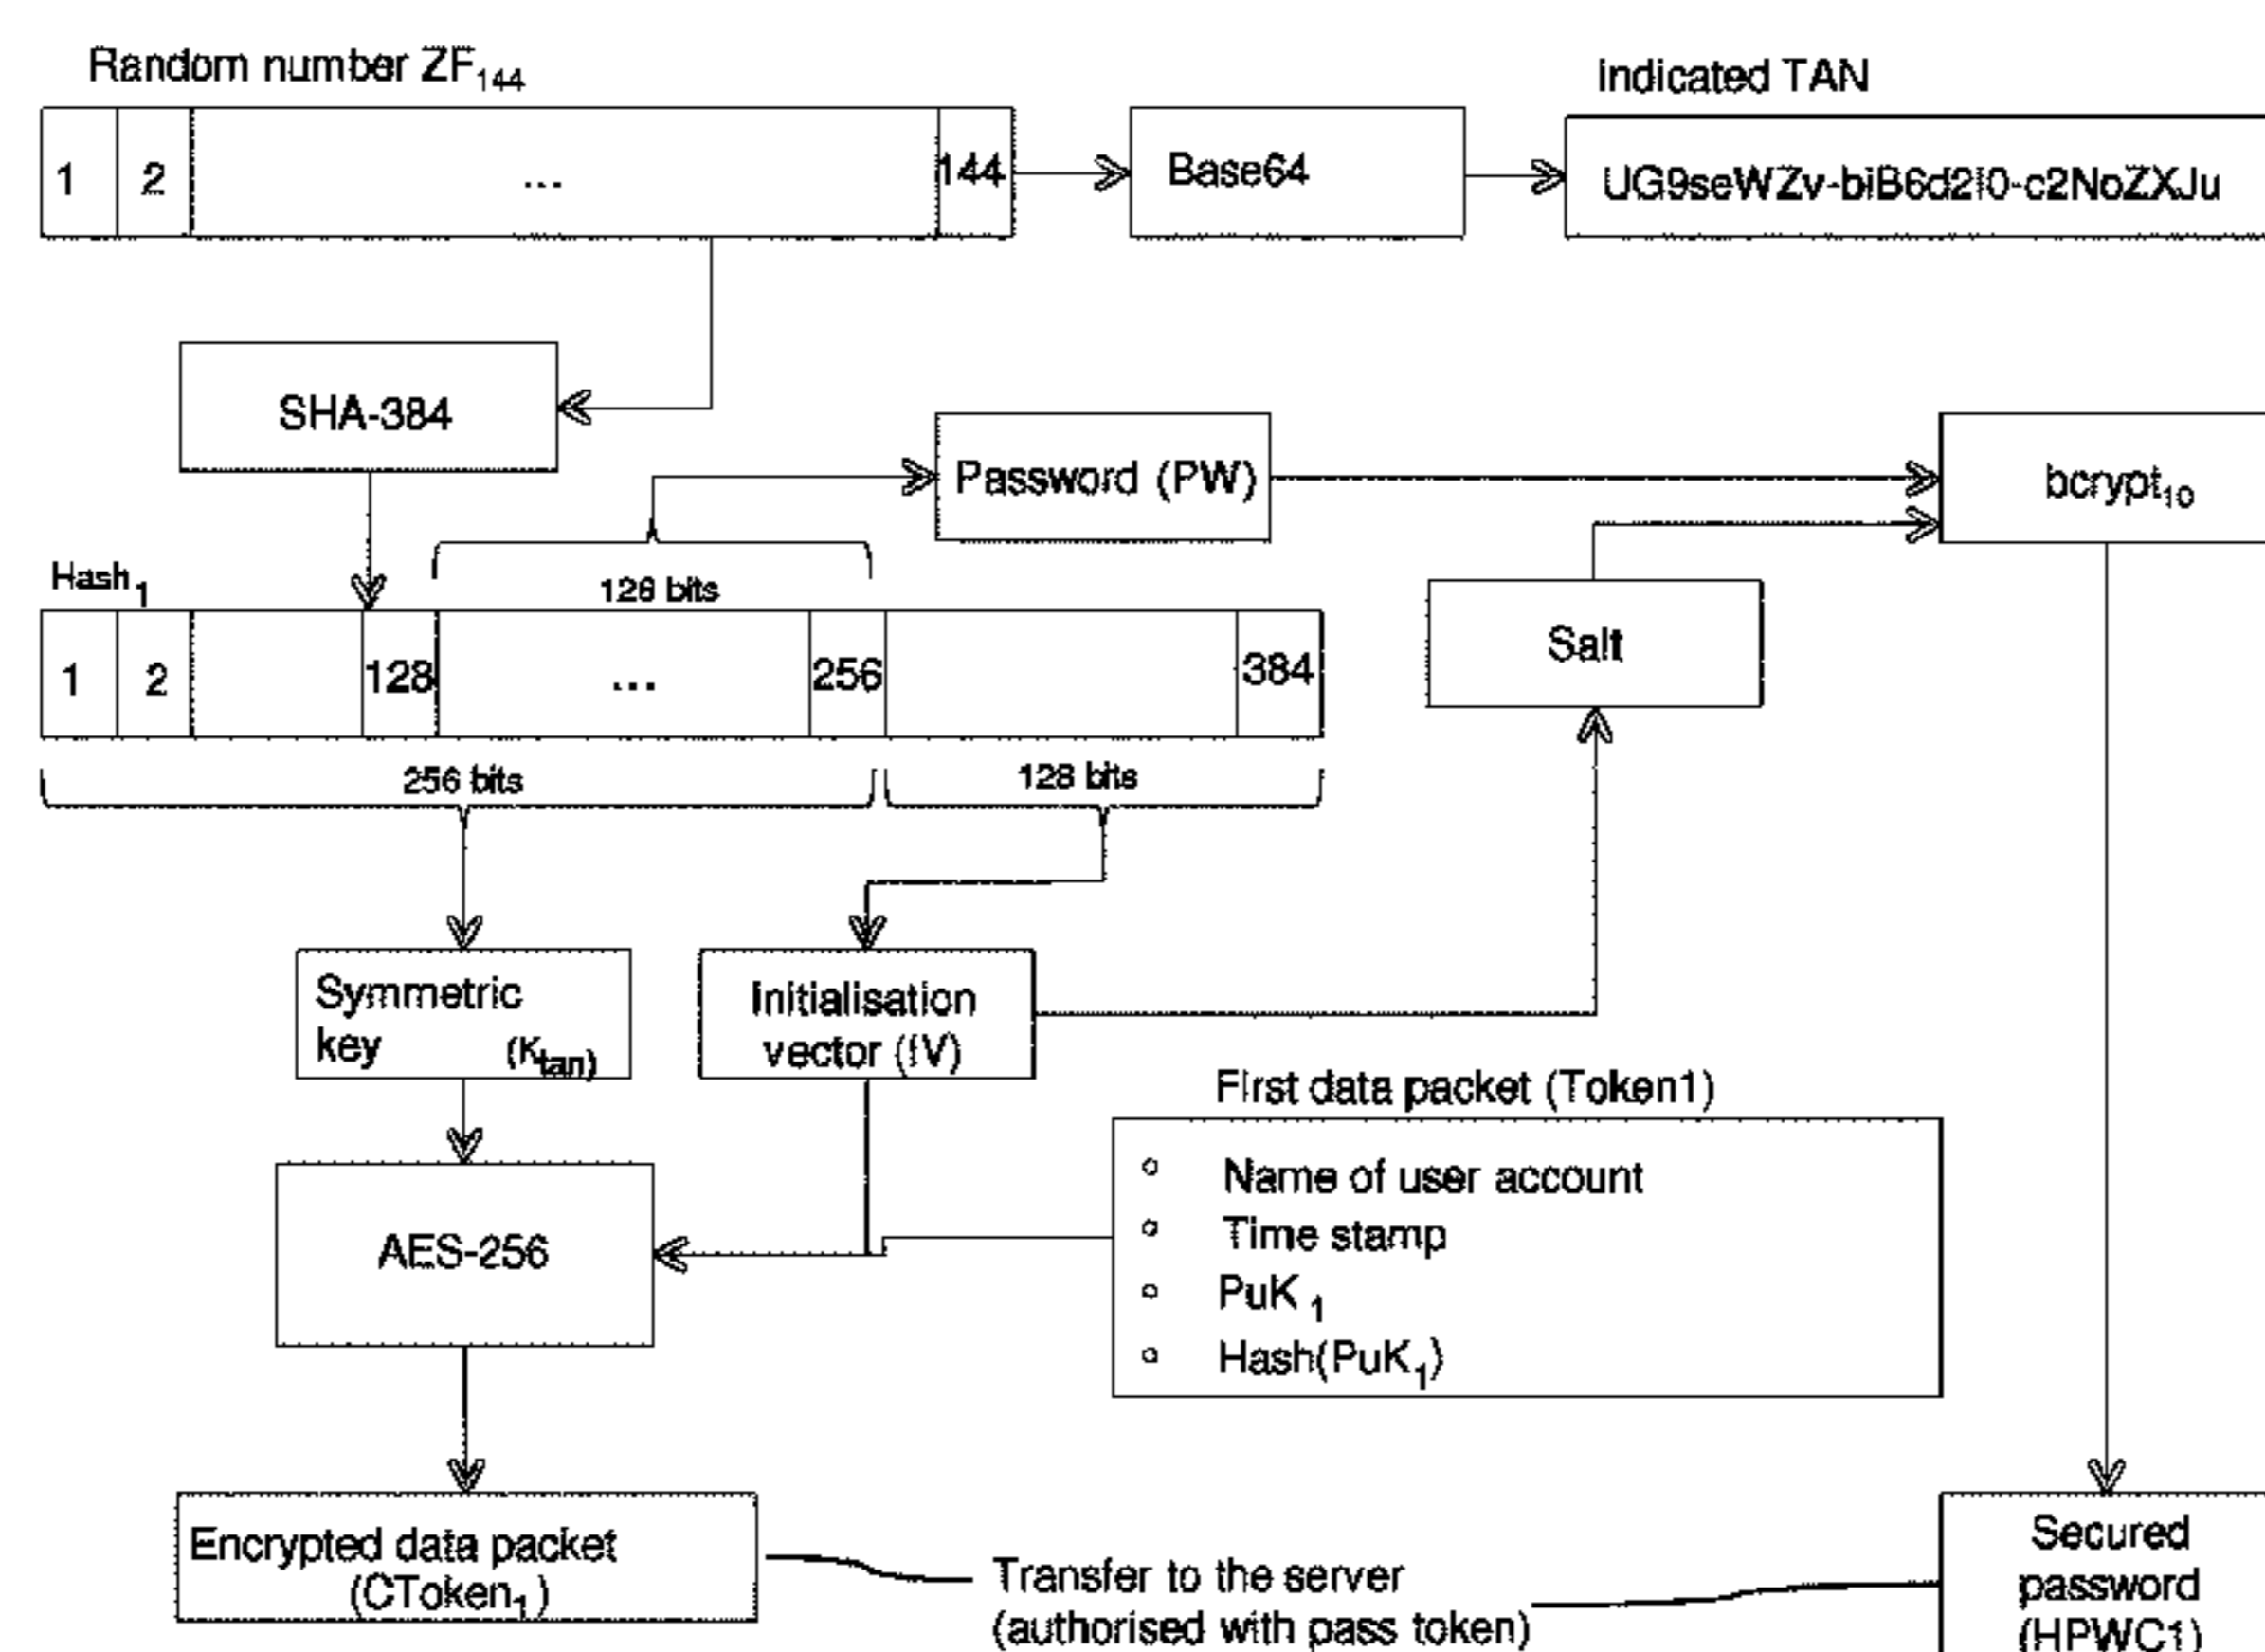 Random number ZF144
Indicated TAN
1 2 ... 144
Base64
UG9seWZv-biB6d2l0-c2NoZXJu
SHA-384
Password (PW)
bcrypt10
Hash1
128 bits
Salt
1 2 128 ... 256 384
256 bits
128 bits
Symmetric
key (Ktan)
Initialisation
vector (IV)
First data packet (Token1)
AES-256
° Name of user account
° Time stamp
° PuK1
° Hash(PuK1)
Encrypted data packet
(CToken1)
Transfer to the server
(authorised with pass token)
Secured
password
(HPWC1)